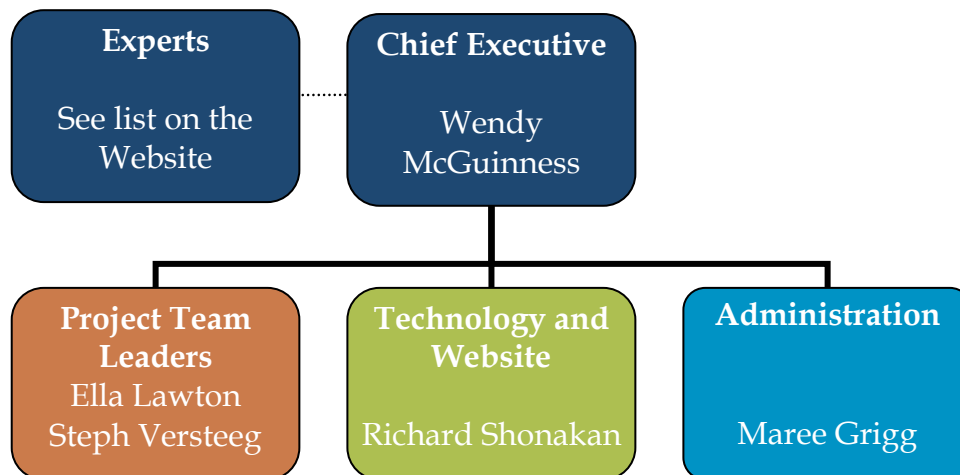 Experts
See list on the
Website
Chief Executive
Wendy
McGuinness
Project Team
Leaders
Ella Lawton
Steph Versteeg
Technology and
Website
Richard Shonakan
Administration
Maree Grigg